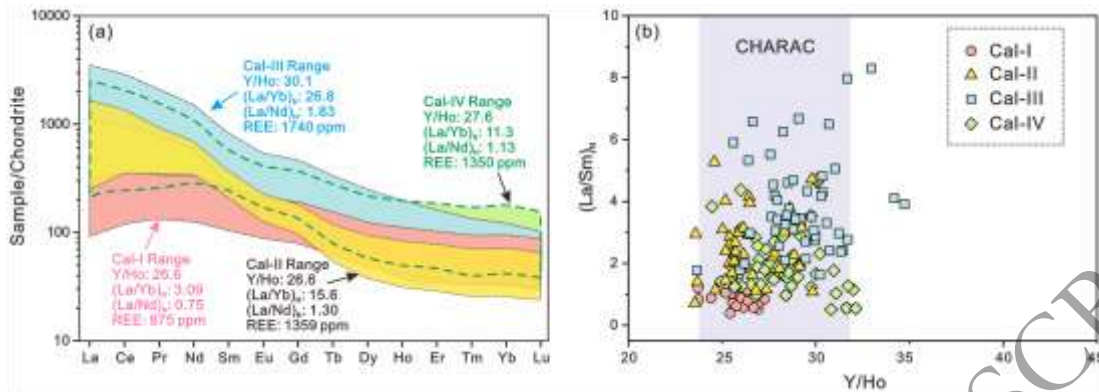 (a)
10000
1000
100
10
Sample/Chondrite
Cal-III Range
Y/Ho: 30.1
(La/Yb)N: 26.8
(La/Nd)N: 1.63
REE: 1740 ppm
Cal-IV Range
Y/Ho: 27.6
(La/Yb)N: 11.3
(La/Nd)N: 1.13
REE: 1350 ppm
Cal-I Range
Y/Ho: 26.6
(La/Yb)N: 3.09
(La/Nd)N: 0.75
REE: 875 ppm
Cal-II Range
Y/Ho: 26.6
(La/Yb)N: 15.6
(La/Nd)N: 1.30
REE: 1359 ppm
La Ce Pr Nd Sm Eu Gd Tb Dy Ho Er Tm Yb Lu
(b)
CHARAC
Cal-I
Cal-II
Cal-III
Cal-IV
10
8
6
4
2
0
(La/Sm)N
20 25 30 35 40 45
Y/Ho